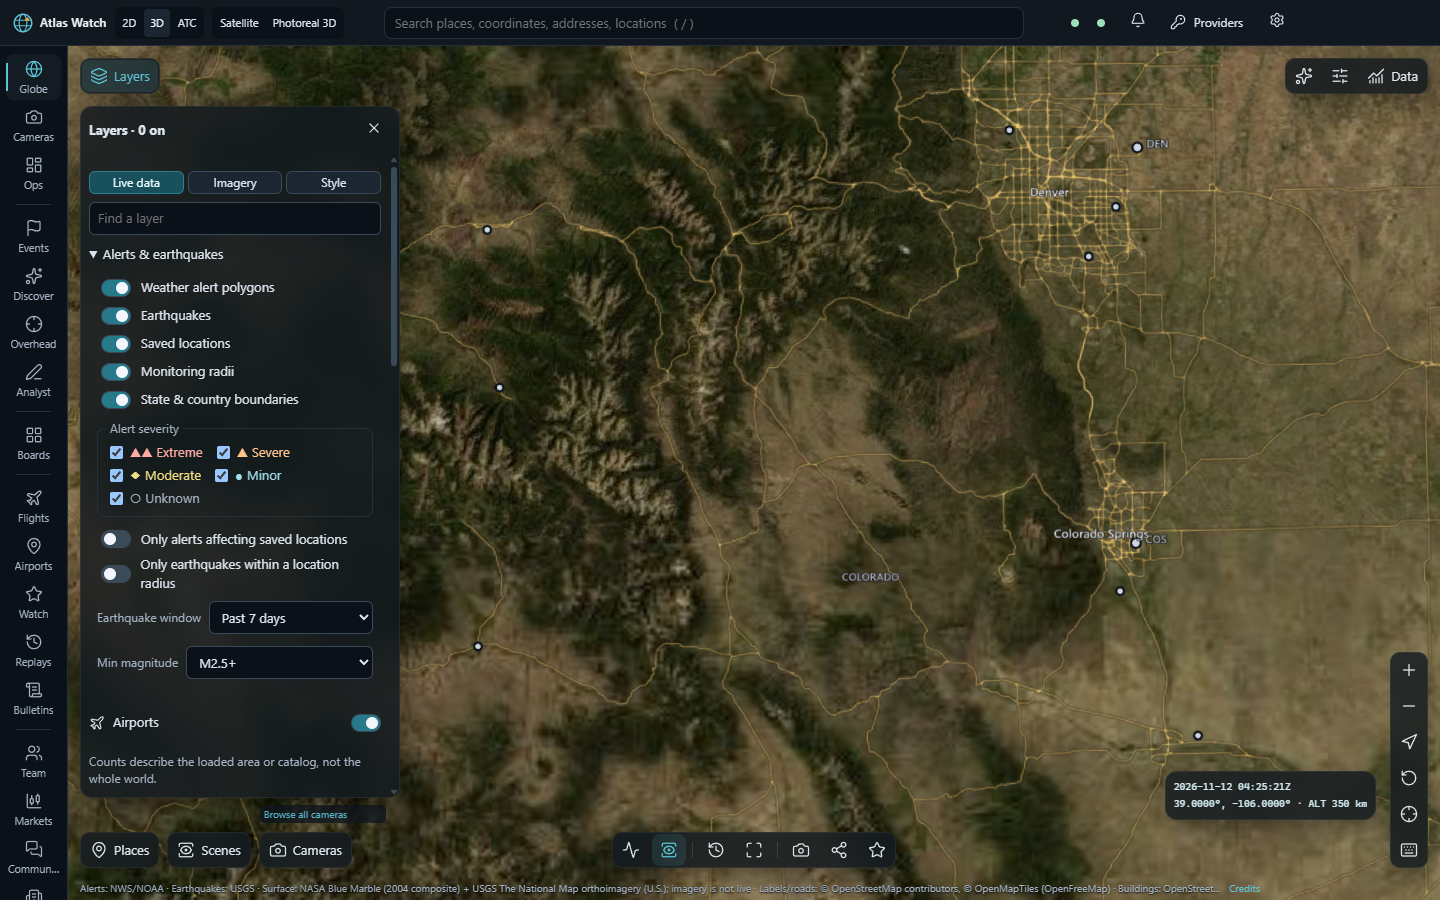 Atlas Watch
2D
3D
ATC
Satellite
Photoreal 3D
Search places, coordinates, addresses, locations ( / )
Providers
Globe
Cameras
Ops
Events
Discover
Overhead
Analyst
Boards
Flights
Airports
Watch
Replays
Bulletins
Team
Markets
Commun...
Layers
Layers · 0 on
Live data
Imagery
Style
Find a layer
▼ Alerts & earthquakes
Weather alert polygons
Earthquakes
Saved locations
Monitoring radii
State & country boundaries
Alert severity
Extreme
Severe
Moderate
Minor
Unknown
Only alerts affecting saved locations
Only earthquakes within a location
radius
Earthquake window
Past 7 days
Min magnitude
M2.5+
Airports
Counts describe the loaded area or catalog, not the
whole world.
Browse all cameras
Places
Scenes
Cameras
Data
DEN
Denver
Colorado Springs
COS
COLORADO
2026-11-12 04:25:21Z
39.0000°, -106.0000° · ALT 350 km
Alerts: NWS/NOAA · Earthquakes: USGS · Surface: NASA Blue Marble (2004 composite) + USGS The National Map orthoimagery (U.S.); imagery is not live · Labels/roads: © OpenStreetMap contributors, © OpenMapTiles (OpenFreeMap) · Buildings: OpenStreet...
Credits